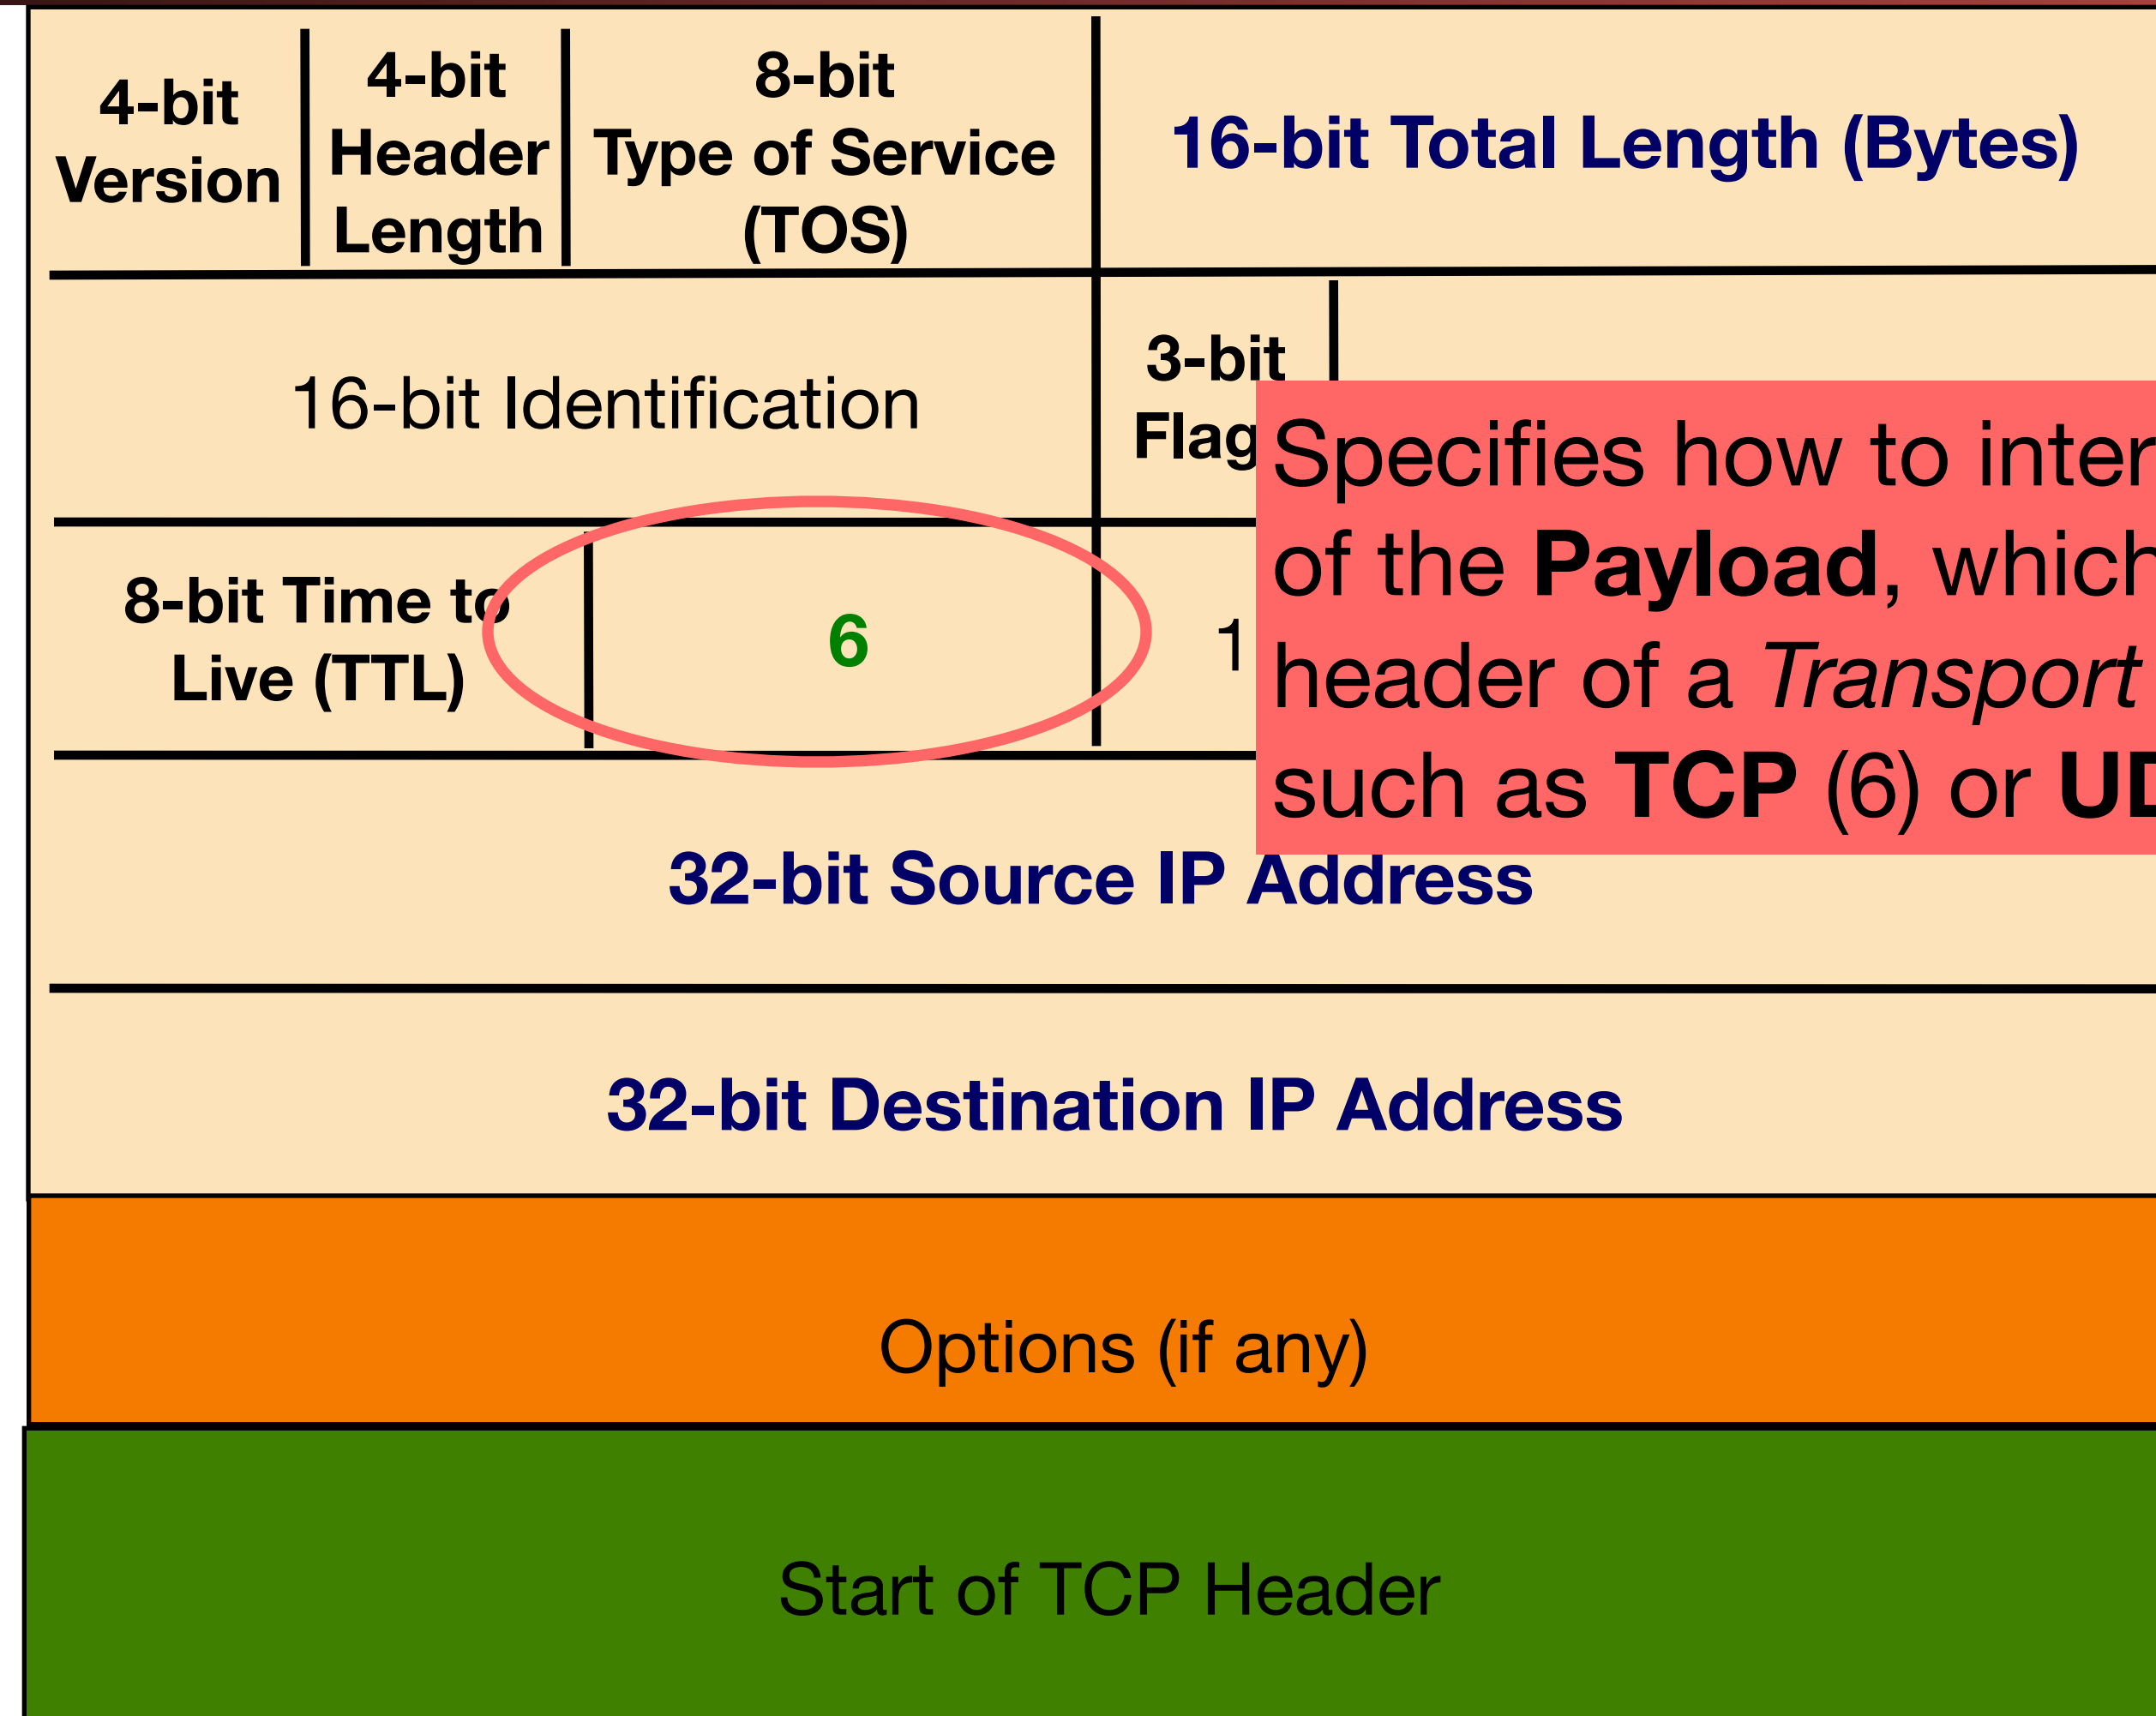 4-bit
Version
4-bit
Header
Length
8-bit
Type of Service
(TOS)
16-bit Total Length (Bytes)
16-bit Identification
3-bit
Flag
8-bit Time to
Live (TTL)
6
1
Specifies how to inter
of the Payload, which
header of a Transport
such as TCP (6) or UD
32-bit Source IP Address
32-bit Destination IP Address
Options (if any)
Start of TCP Header